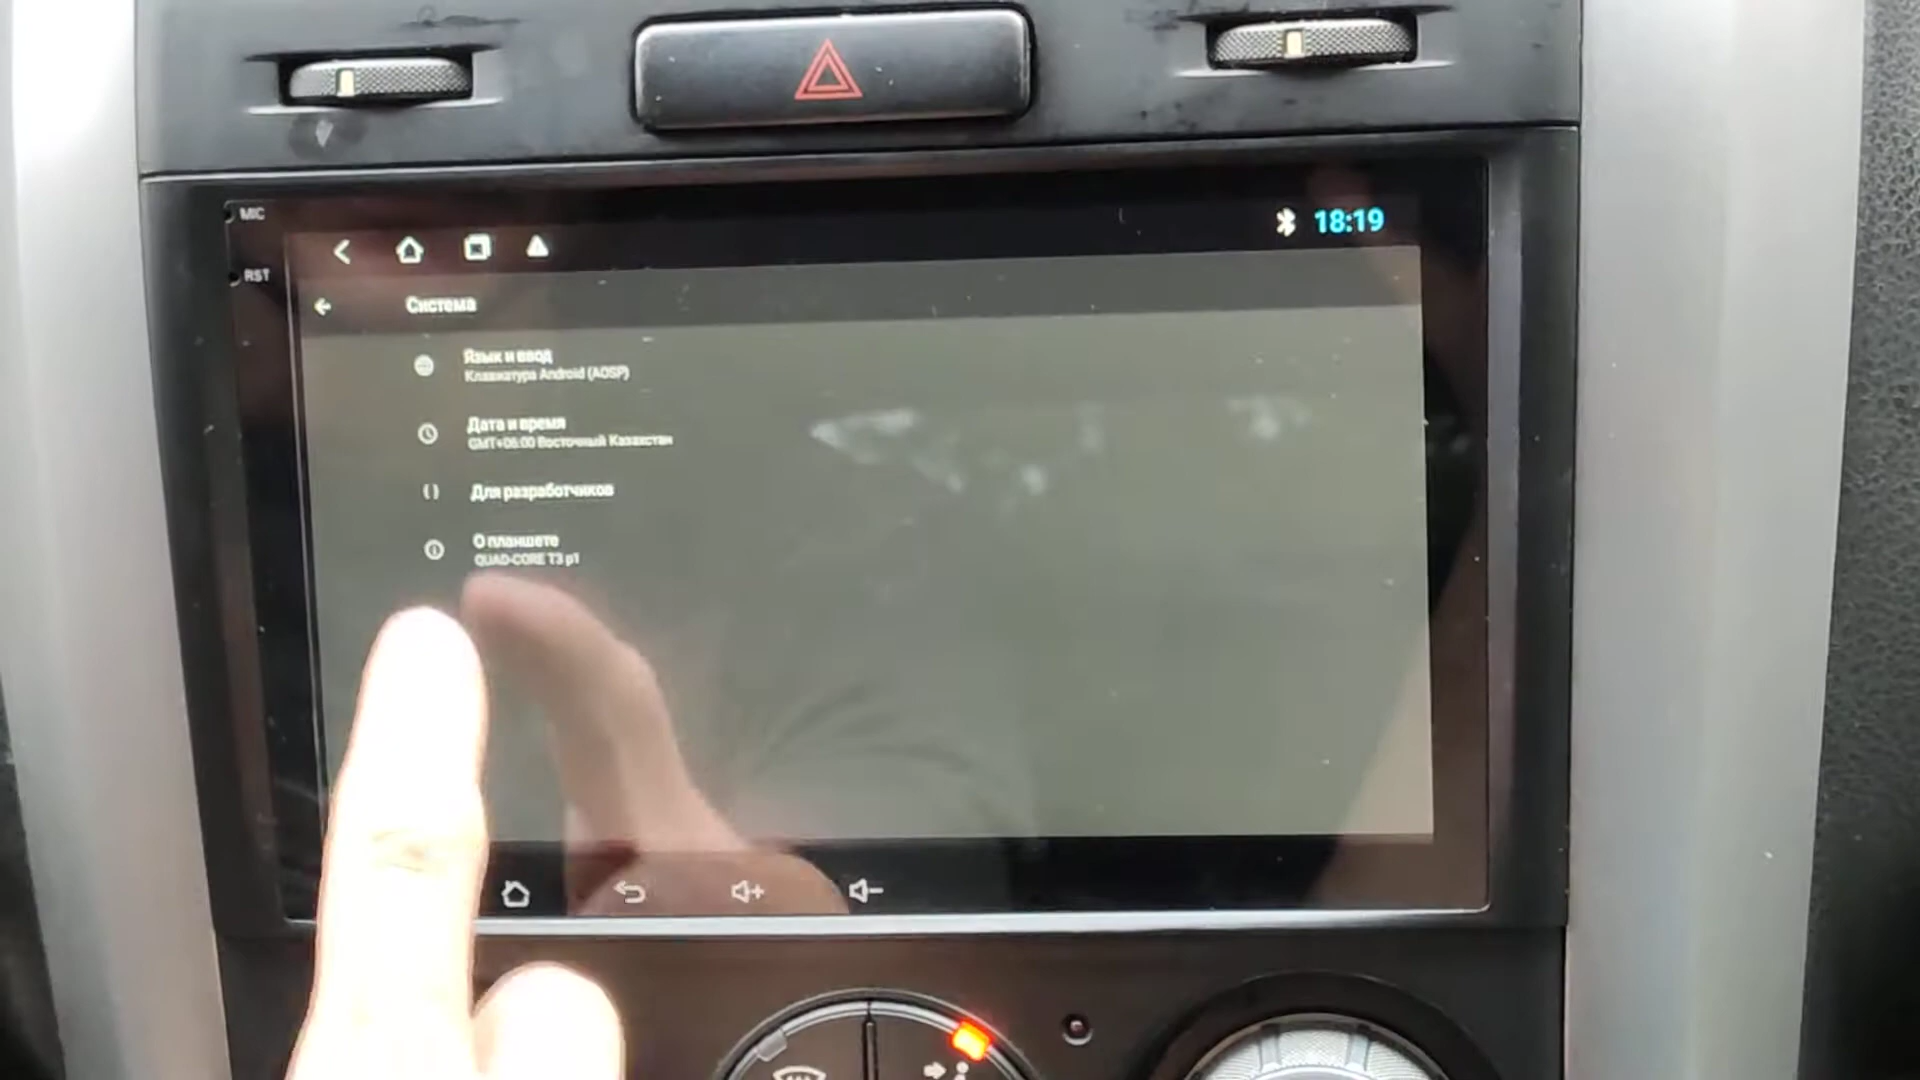 MIC
18:19
RST
Система
Язык и ввод
Клавиатура Android (AOSP)
Дата и время
GMT+06:00 Восточный Казахстан
Для разработчиков
О планшете
QUAD-CORE T3 p1